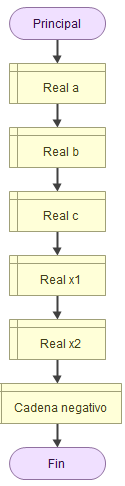 Principal
Real a
Real b
Real c
Real x1
Real x2
Cadena negativo
Fin